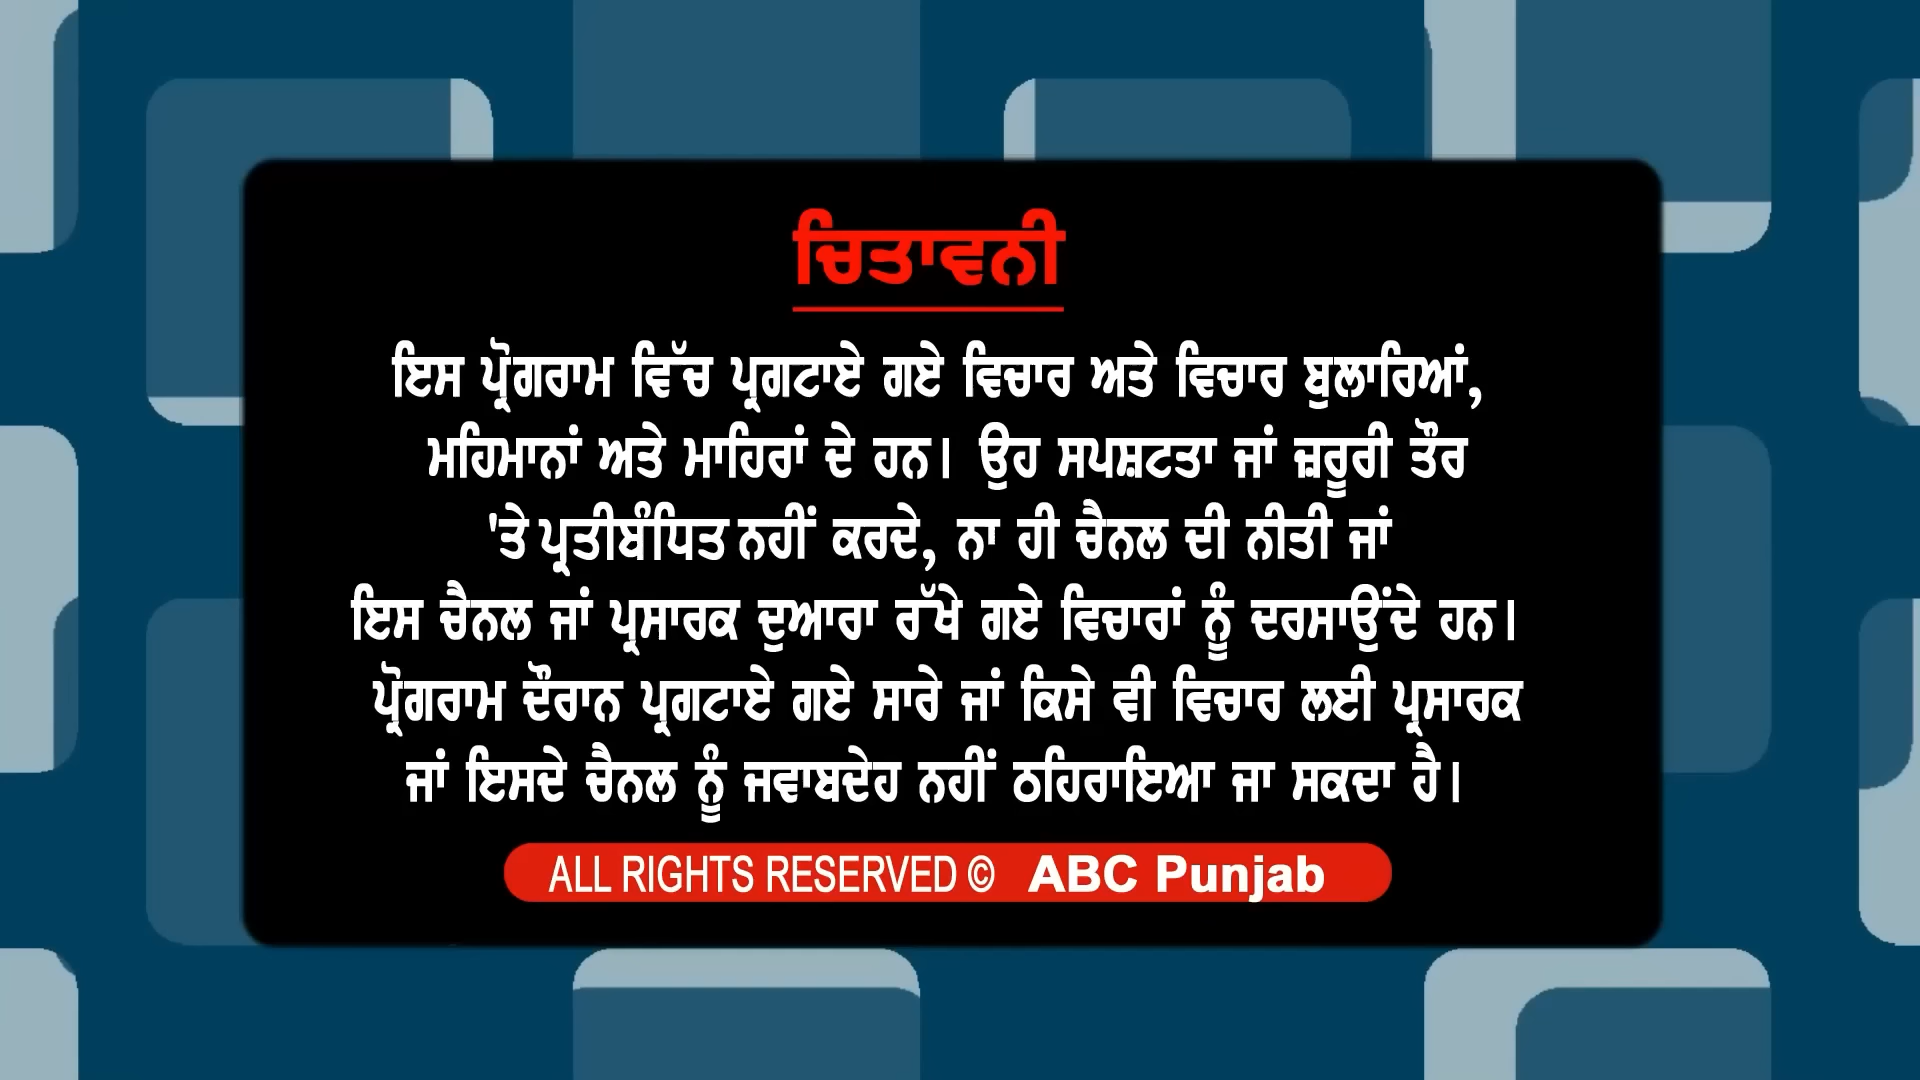 ਚਿਤਾਵਨੀ
ਇਸ ਪ੍ਰੋਗਰਾਮ ਵਿੱਚ ਪ੍ਰਗਟਾਏ ਗਏ ਵਿਚਾਰ ਅਤੇ ਵਿਚਾਰ ਬੁਲਾਰਿਆਂ,
ਮਹਿਮਾਨਾਂ ਅਤੇ ਮਾਹਿਰਾਂ ਦੇ ਹਨ। ਉਹ ਸਪਸ਼ਟਤਾ ਜਾਂ ਜ਼ਰੂਰੀ ਤੌਰ
'ਤੇ ਪ੍ਰਤੀਬੰਧਿਤ ਨਹੀਂ ਕਰਦੇ, ਨਾ ਹੀ ਚੈਨਲ ਦੀ ਨੀਤੀ ਜਾਂ
ਇਸ ਚੈਨਲ ਜਾਂ ਪ੍ਰਸਾਰਕ ਦੁਆਰਾ ਰੱਖੇ ਗਏ ਵਿਚਾਰਾਂ ਨੂੰ ਦਰਸਾਉਂਦੇ ਹਨ।
ਪ੍ਰੋਗਰਾਮ ਦੌਰਾਨ ਪ੍ਰਗਟਾਏ ਗਏ ਸਾਰੇ ਜਾਂ ਕਿਸੇ ਵੀ ਵਿਚਾਰ ਲਈ ਪ੍ਰਸਾਰਕ
ਜਾਂ ਇਸਦੇ ਚੈਨਲ ਨੂੰ ਜਵਾਬਦੇਹ ਨਹੀਂ ਠਹਿਰਾਇਆ ਜਾ ਸਕਦਾ ਹੈ।
ALL RIGHTS RESERVED © ABC Punjab